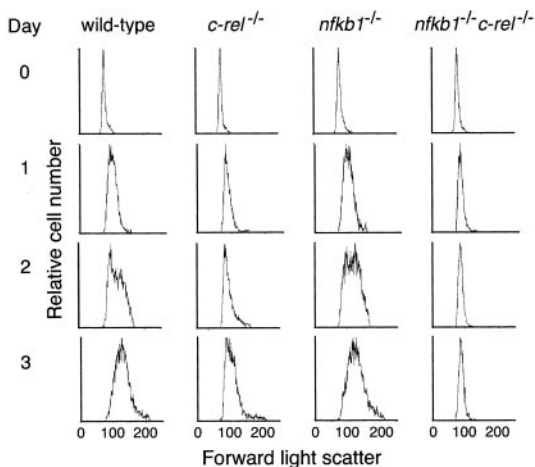 Day wild-type c-rel-/- nfkb1-/- nfkb1-/-c-rel-/-
0
1
2
3
Relative cell number
0 100 200 0 100 200 0 100 200 0 100 200
Forward light scatter